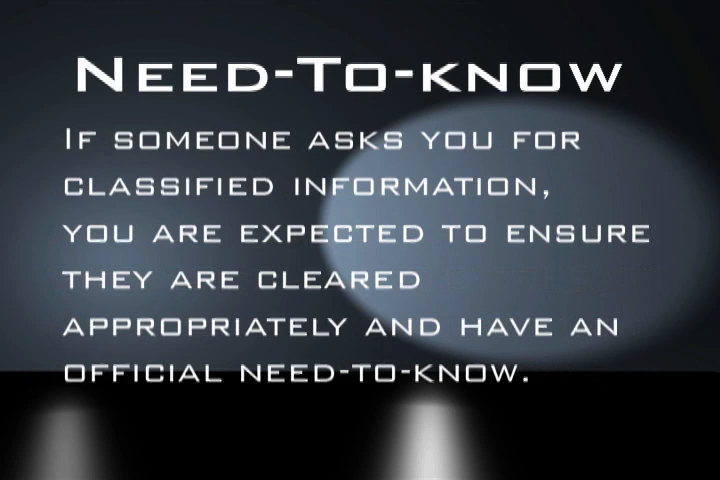 Need-To-know
If someone asks you for
classified information,
you are expected to ensure
they are cleared
appropriately and have an
official need-to-know.